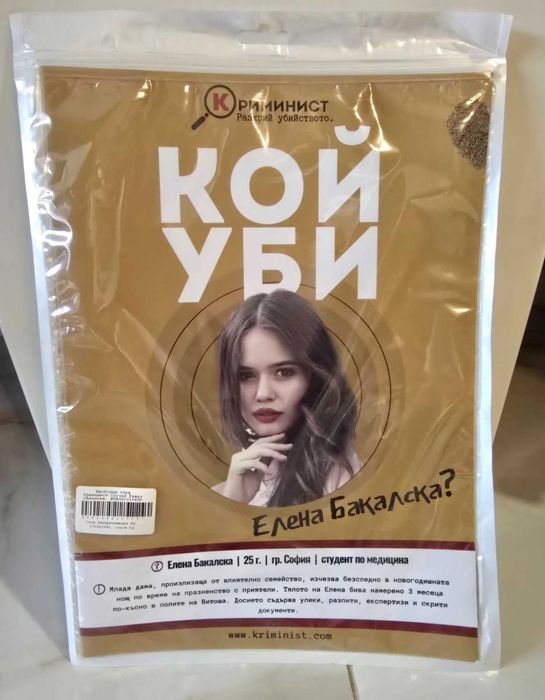 КРИМИНИСТ
Разкрий убийството.
КОЙ
УБИ
Елена Бакалска?
Елена Бакалска | 25 г. | гр. София | студент по медицина
Млада дама, произлизаща от влиятелно семейство, изчезва безследно в новогодишната
нощ по време на празненство с приятели. Тялото на Елена бива намерено 3 месеца
по-късно в полите на Витоша. Досието съдържа улики, разпити, експертизи и скрити
документи.
www.kriminist.com